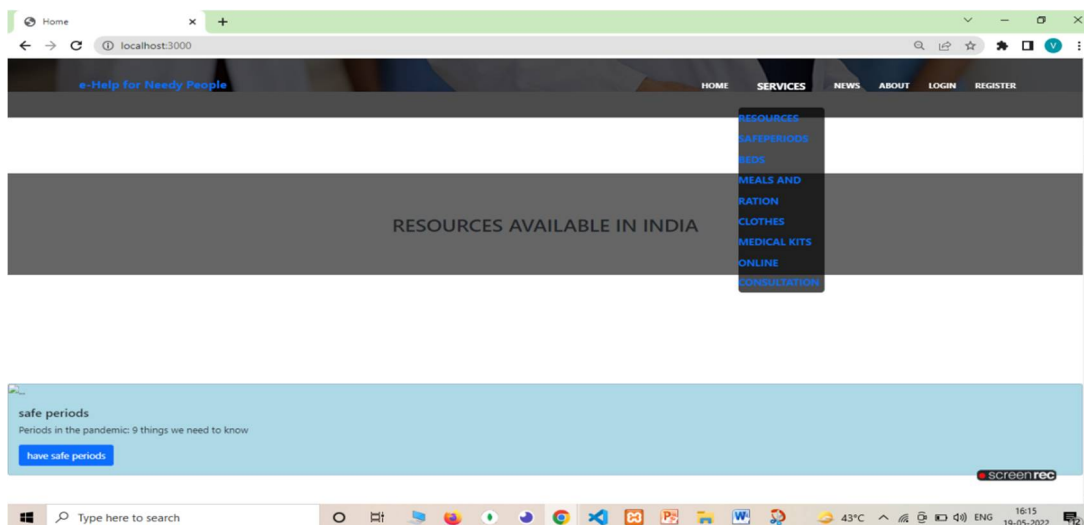 Home
localhost:3000
V
e-Help for Needy People
HOME SERVICES NEWS ABOUT LOGIN REGISTER
RESOURCES
SAFEPERIODS
BEDS
MEALS AND
RATION
CLOTHES
MEDICAL KITS
ONLINE
CONSULTATION
RESOURCES AVAILABLE IN INDIA
safe periods
Periods in the pandemic: 9 things we need to know
have safe periods
screenrec
Type here to search
43°C
ENG
16:15
19-05-2022